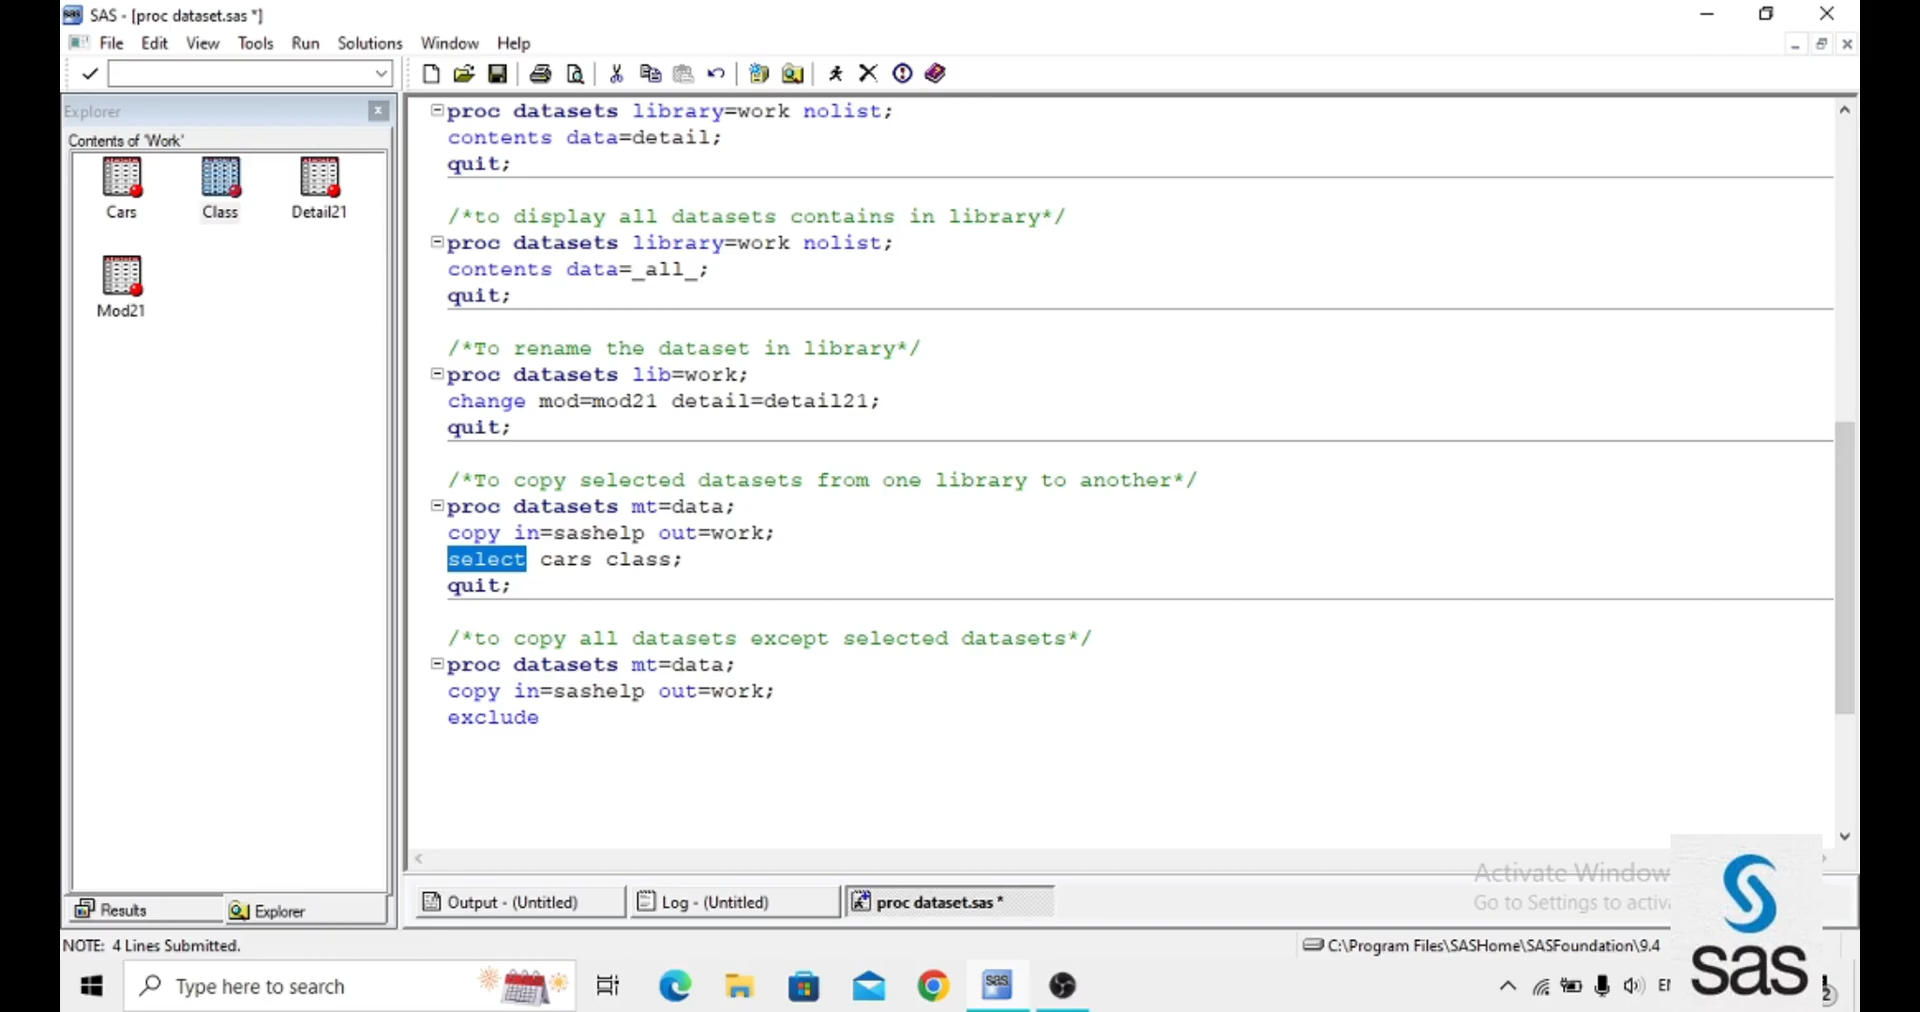 sas SAS - [proc dataset.sas *]
File Edit View Tools Run Solutions Window Help
Explorer
Contents of 'Work'
Cars Class Detail21
Mod21
proc datasets library=work nolist;
contents data=detail;
quit;
/*to display all datasets contains in library*/
proc datasets library=work nolist;
contents data=_all_;
quit;
/*To rename the dataset in library*/
proc datasets lib=work;
change mod=mod21 detail=detail21;
quit;
/*To copy selected datasets from one library to another*/
proc datasets mt=data;
copy in=sashelp out=work;
select cars class;
quit;
/*to copy all datasets except selected datasets*/
proc datasets mt=data;
copy in=sashelp out=work;
exclude
Activate Window
Go to Settings to activa
Results Explorer
Output - (Untitled) Log - (Untitled) proc dataset.sas *
NOTE: 4 Lines Submitted.
C:\Program Files\SASHome\SASFoundation\9.4
sas
Type here to search
sas
2